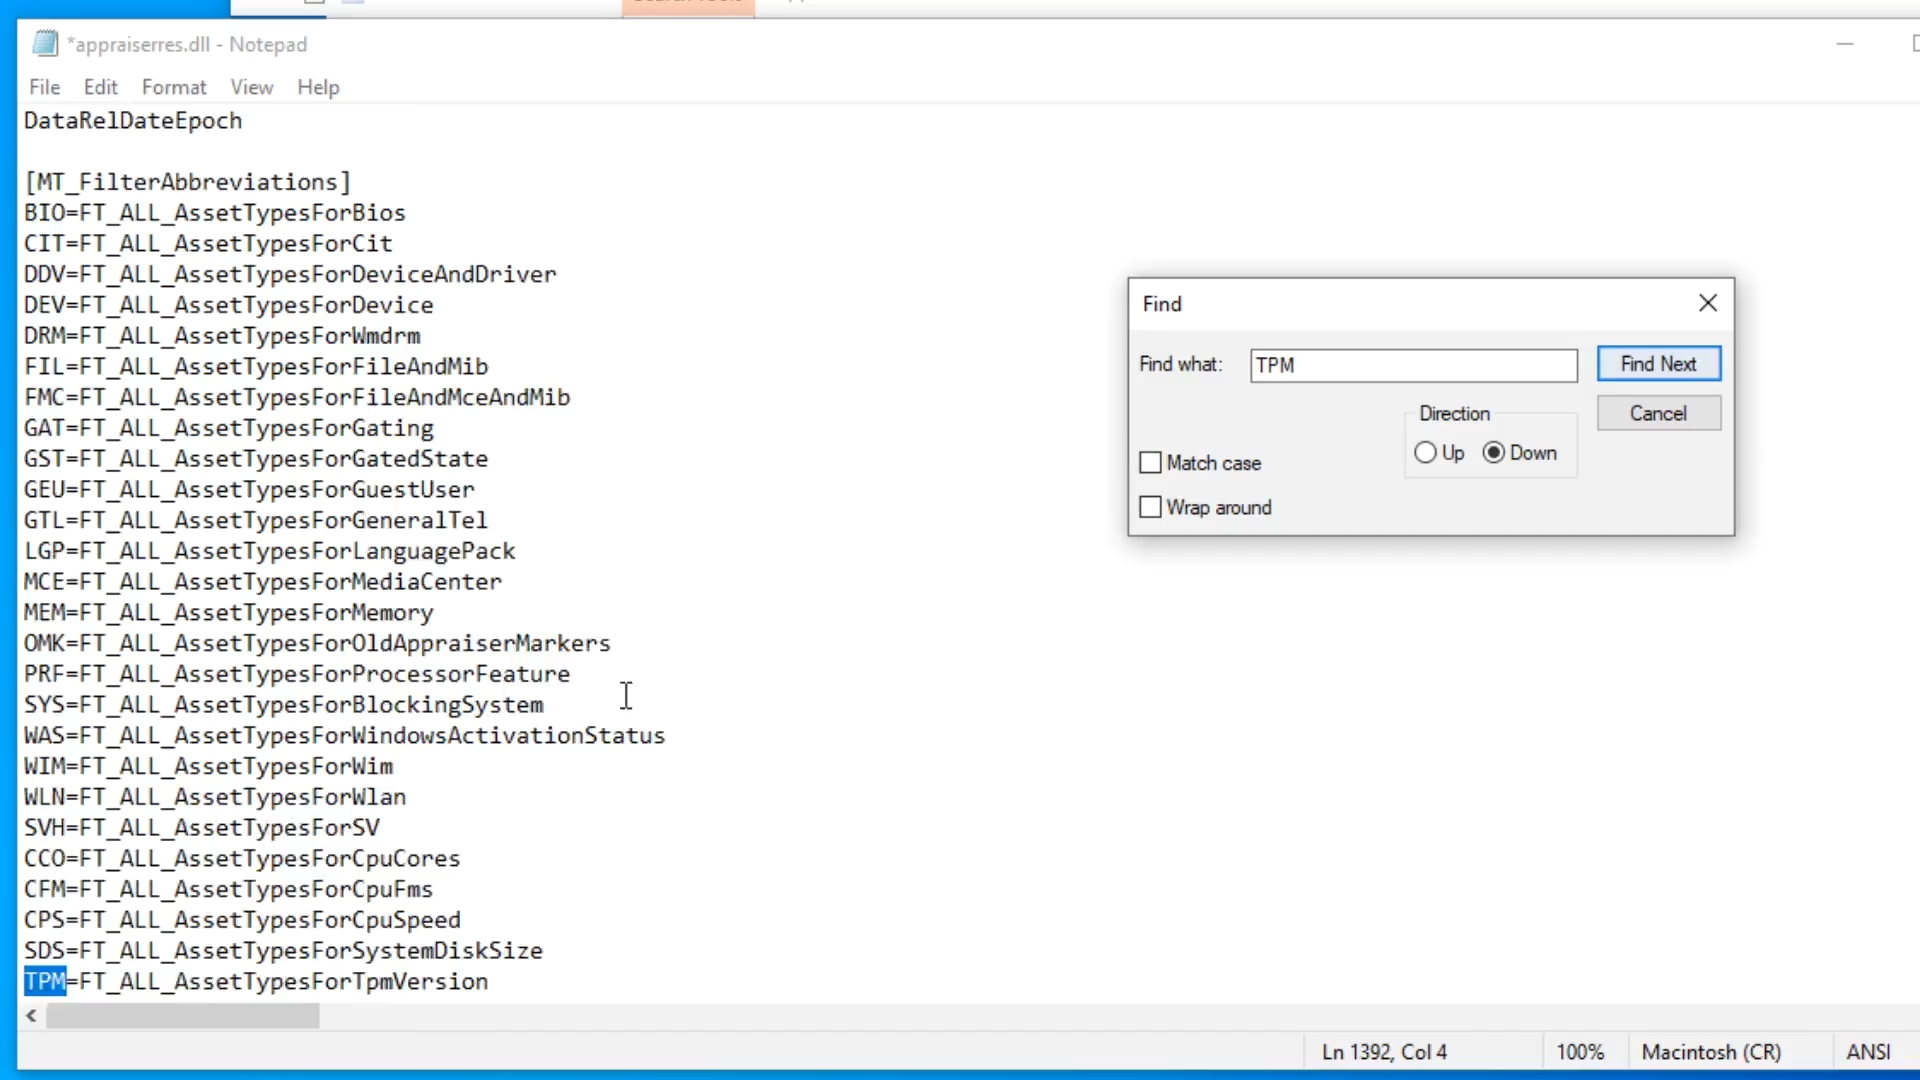 *appraiserres.dll - Notepad
File Edit Format View Help
DataRelDateEpoch
[MT_FilterAbbreviations]
BIO=FT_ALL_AssetTypesForBios
CIT=FT_ALL_AssetTypesForCit
DDV=FT_ALL_AssetTypesForDeviceAndDriver
DEV=FT_ALL_AssetTypesForDevice
DRM=FT_ALL_AssetTypesForWmdrm
FIL=FT_ALL_AssetTypesForFileAndMib
FMC=FT_ALL_AssetTypesForFileAndMceAndMib
GAT=FT_ALL_AssetTypesForGating
GST=FT_ALL_AssetTypesForGatedState
GEU=FT_ALL_AssetTypesForGuestUser
GTL=FT_ALL_AssetTypesForGeneralTel
LGP=FT_ALL_AssetTypesForLanguagePack
MCE=FT_ALL_AssetTypesForMediaCenter
MEM=FT_ALL_AssetTypesForMemory
OMK=FT_ALL_AssetTypesForOldAppraiserMarkers
PRF=FT_ALL_AssetTypesForProcessorFeature
SYS=FT_ALL_AssetTypesForBlockingSystem
WAS=FT_ALL_AssetTypesForWindowsActivationStatus
WIM=FT_ALL_AssetTypesForWim
WLN=FT_ALL_AssetTypesForWlan
SVH=FT_ALL_AssetTypesForSV
CCO=FT_ALL_AssetTypesForCpuCores
CFM=FT_ALL_AssetTypesForCpuFms
CPS=FT_ALL_AssetTypesForCpuSpeed
SDS=FT_ALL_AssetTypesForSystemDiskSize
TPM=FT_ALL_AssetTypesForTpmVersion
Find
Find what: TPM Find Next
Direction Cancel
Up Down
Match case
Wrap around
Ln 1392, Col 4 100% Macintosh (CR) ANSI